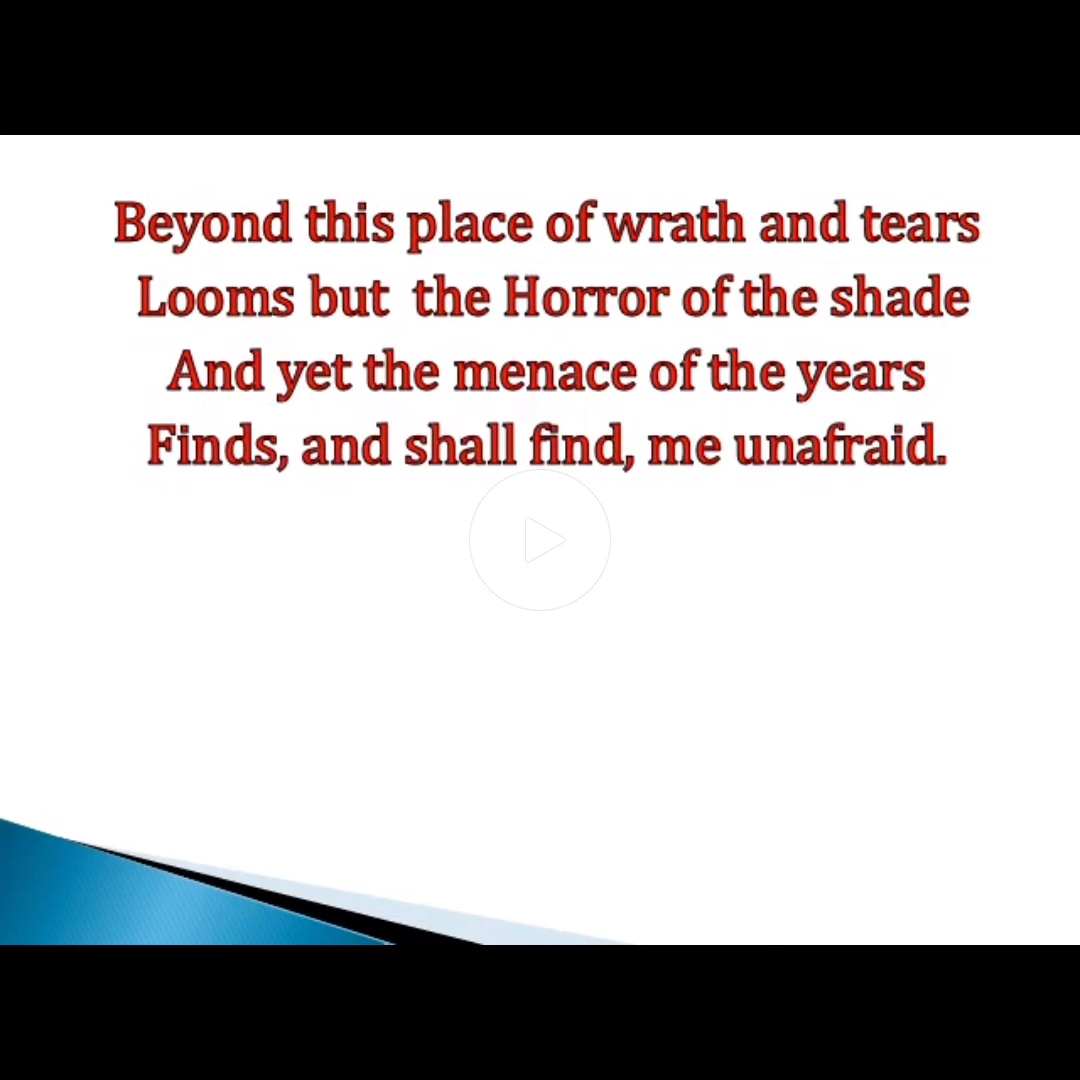 Beyond this place of wrath and tears
Looms but the Horror of the shade
And yet the menace of the years
Finds, and shall find, me unafraid.